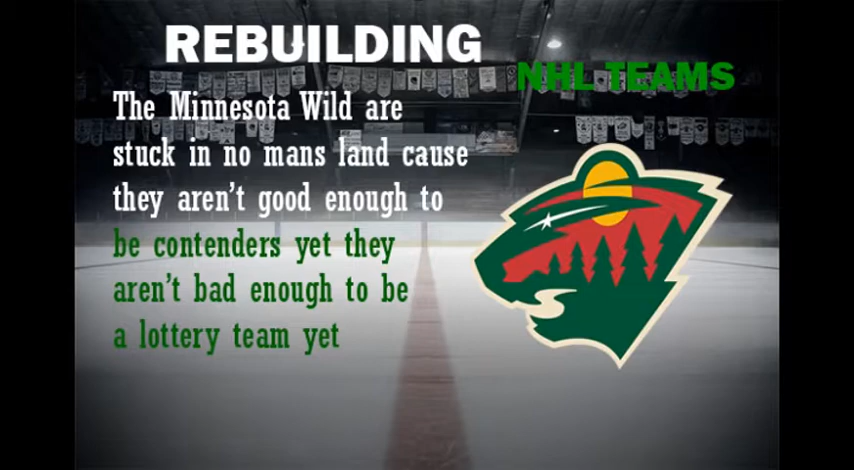 REBUILDING
NHL TEAMS
The Minnesota Wild are
stuck in no mans land cause
they aren't good enough to
be contenders yet they
aren't bad enough to be
a lottery team yet